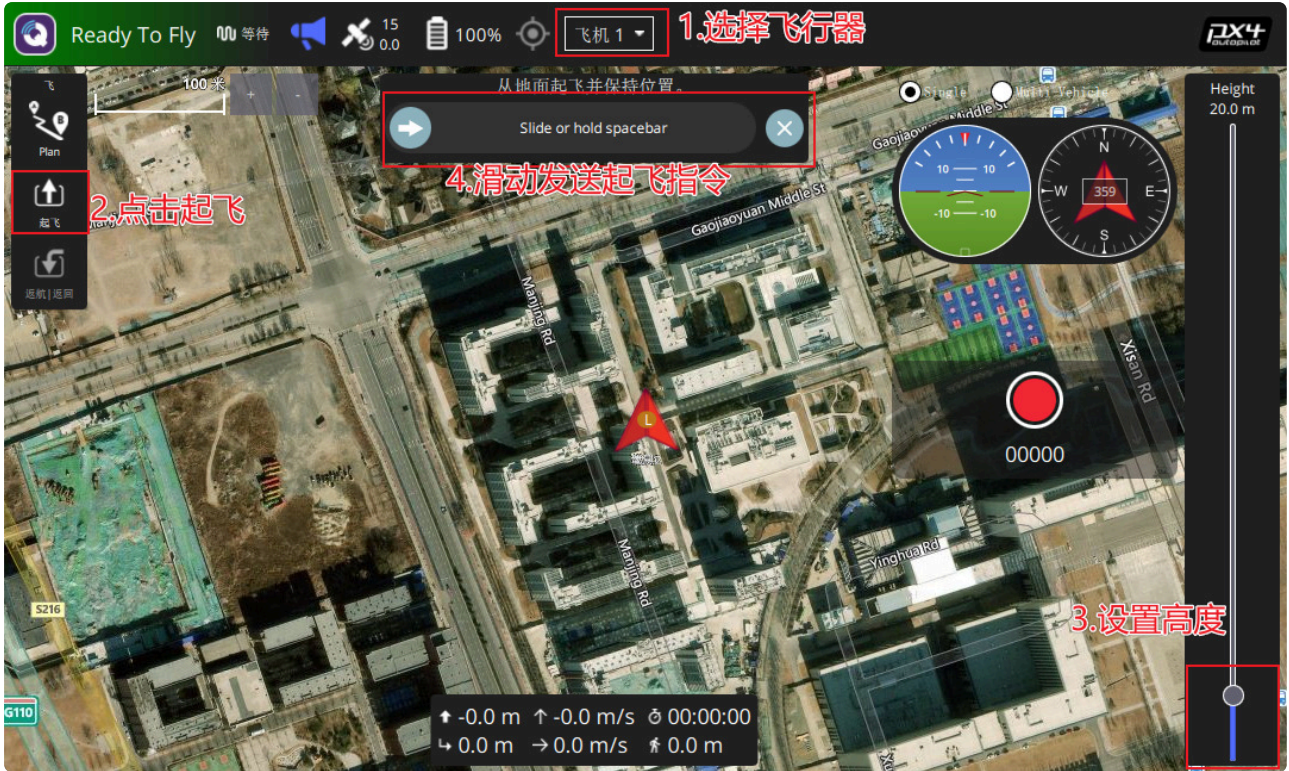 Ready To Fly
等待
15
0.0
100%
飞机 1
1.选择飞行器
px4
autopilot
飞
Plan
起飞
返航|返回
2.点击起飞
100 米
+
-
从地面起飞并保持位置。
Slide or hold spacebar
4.滑动发送起飞指令
Single
Multi-Vehicle
Gaojiaoyuan Middle St
Gaojiaoyuan Middle St
10
10
-10
-10
N
W
359
E
S
Height
20.0 m
Manjing Rd
Xisan Rd
L
00000
Manjing Rd
Yinghua Rd
S216
G110
3.设置高度
-0.0 m
-0.0 m/s
00:00:00
0.0 m
0.0 m/s
0.0 m